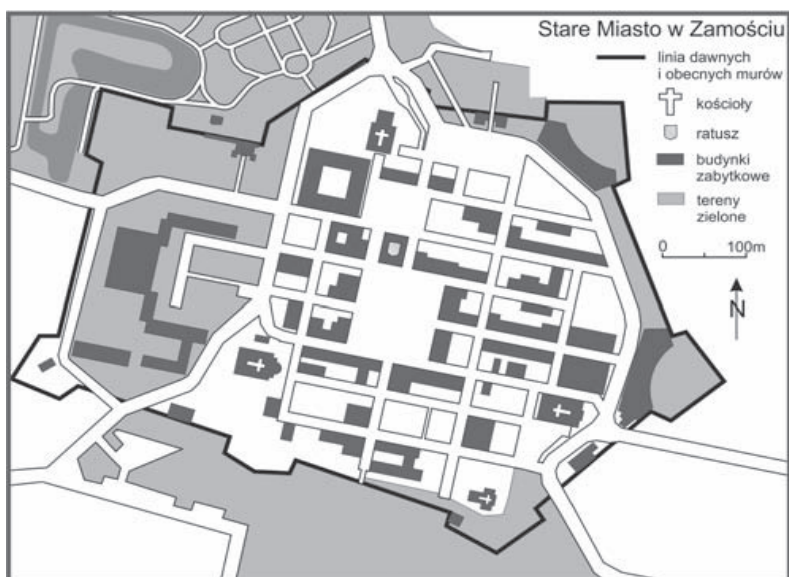 Stare Miasto w Zamościu
linia dawnych
i obecnych murów
kościoły
ratusz
budynki
zabytkowe
tereny
zielone
0 100m
N